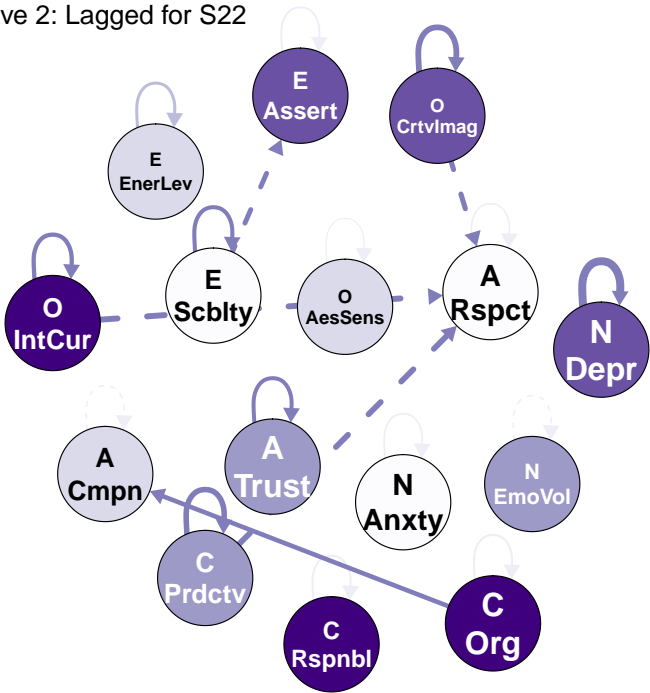 ve 2: Lagged for S22
E
Assert
O
CrtvImag
E
EnerLev
E
Scblty
O
AesSens
A
Rspct
O
IntCur
N
Depr
A
Cmpn
A
Trust
N
Anxty
N
EmoVol
C
Prdctv
C
Rspnbl
C
Org